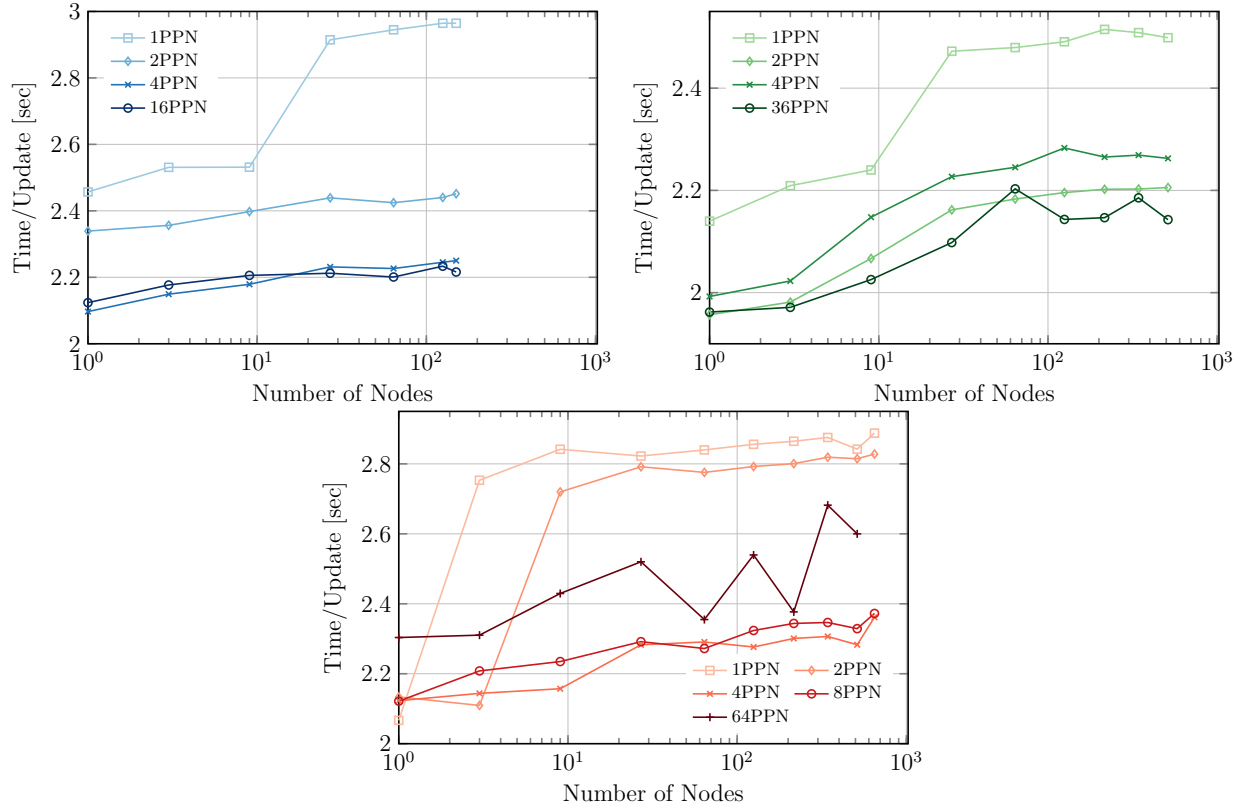 3
2.8
2.6
2.4
2.2
2
Time/Update [sec]
1PPN
2PPN
4PPN
16PPN
10^0
10^1
10^2
10^3
Number of Nodes
2.4
2.2
2
Time/Update [sec]
1PPN
2PPN
4PPN
36PPN
10^0
10^1
10^2
10^3
Number of Nodes
2.8
2.6
2.4
2.2
2
Time/Update [sec]
1PPN 2PPN
4PPN 8PPN
64PPN
10^0
10^1
10^2
10^3
Number of Nodes